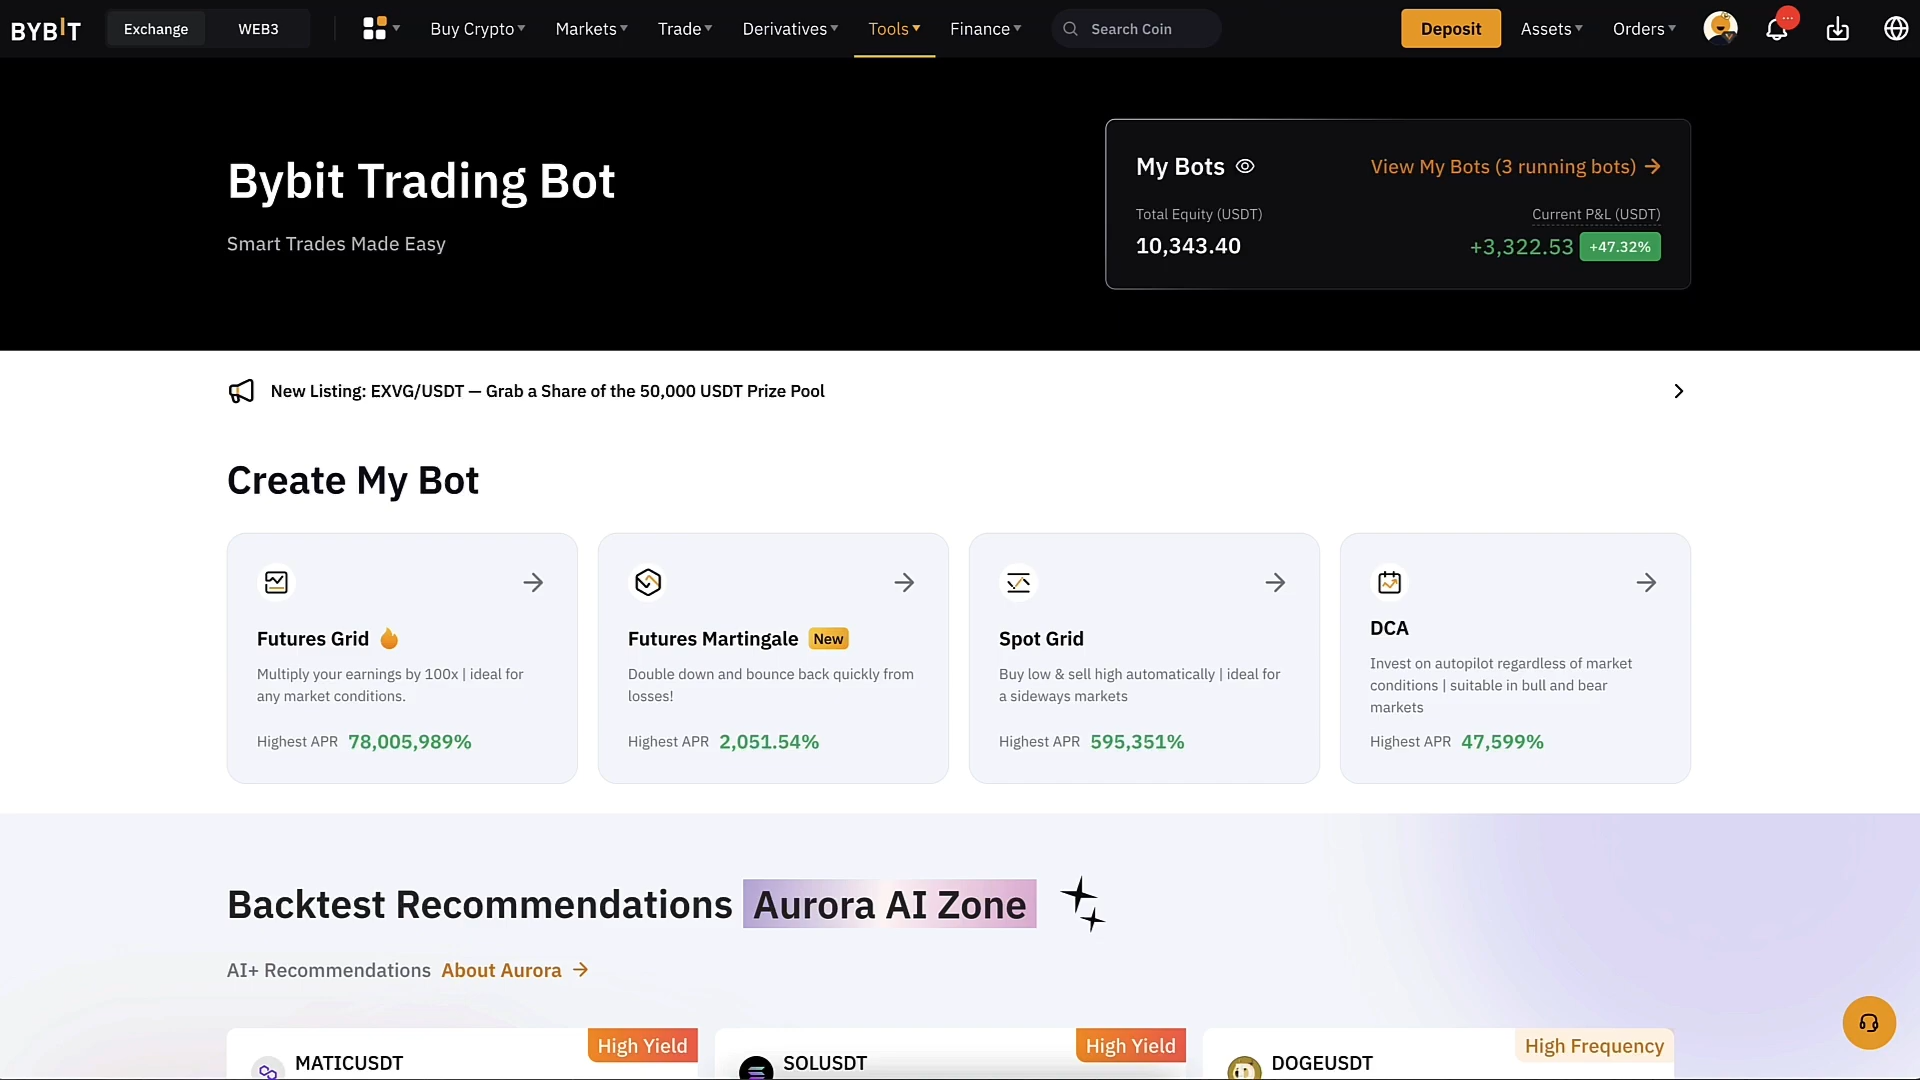 BYBIT
Exchange
WEB3
Buy Crypto
Markets
Trade
Derivatives
Tools
Finance
Search Coin
Deposit
Assets
Orders
Bybit Trading Bot
Smart Trades Made Easy
My Bots
View My Bots (3 running bots)
Total Equity (USDT)
Current P&L (USDT)
10,343.40
+3,322.53
+47.32%
New Listing: EXVG/USDT — Grab a Share of the 50,000 USDT Prize Pool
Create My Bot
Futures Grid
Multiply your earnings by 100x | ideal for
any market conditions.
Highest APR 78,005,989%
Futures Martingale New
Double down and bounce back quickly from
losses!
Highest APR 2,051.54%
Spot Grid
Buy low & sell high automatically | ideal for
a sideways markets
Highest APR 595,351%
DCA
Invest on autopilot regardless of market
conditions | suitable in bull and bear
markets
Highest APR 47,599%
Backtest Recommendations Aurora AI Zone
AI+ Recommendations About Aurora
High Yield
MATICUSDT
High Yield
SOLUSDT
High Frequency
DOGEUSDT